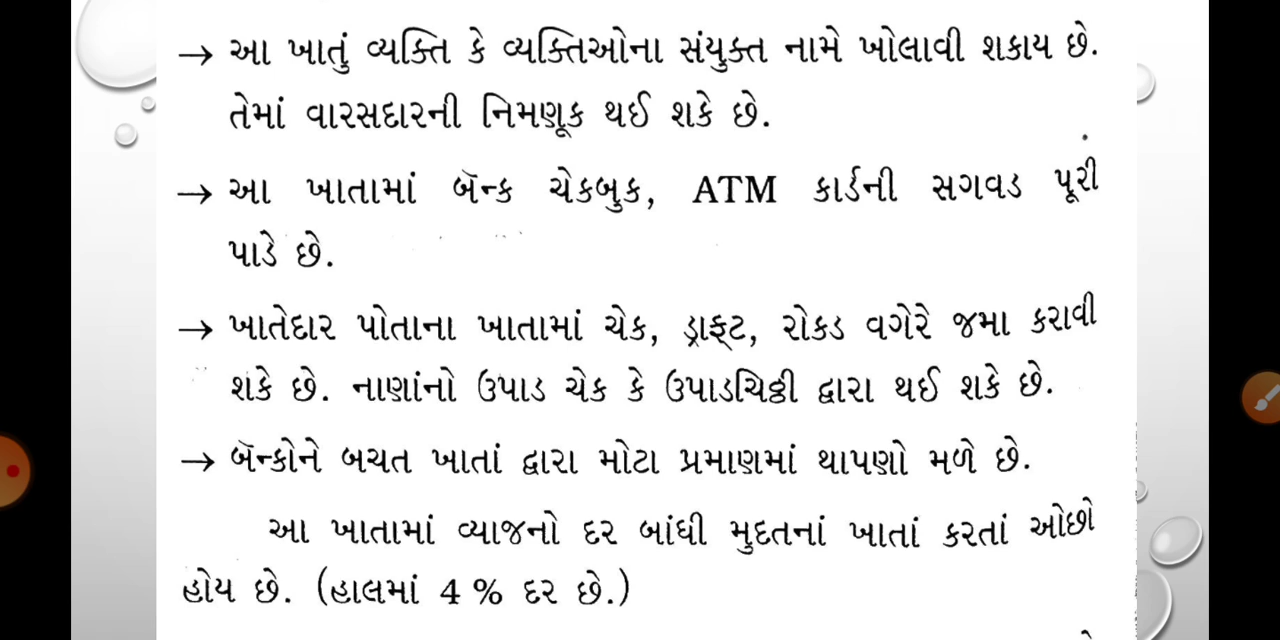 → આ ખાતું વ્યક્તિ કે વ્યક્તિઓના સંયુક્ત નામે ખોલાવી શકાય છે.
તેમાં વારસદારની નિમણૂક થઈ શકે છે.
→ આ ખાતામાં બૅન્ક ચેકબુક, ATM કાર્ડની સગવડ પૂરી
પાડે છે.
→ ખાતેદાર પોતાના ખાતામાં ચેક, ડ્રાફ્ટ, રોકડ વગેરે જમા કરાવી
શકે છે. નાણાંનો ઉપાડ ચેક કે ઉપાડચિઠ્ઠી દ્વારા થઈ શકે છે.
→ બૅન્કોને બચત ખાતાં દ્વારા મોટા પ્રમાણમાં થાપણો મળે છે.
આ ખાતામાં વ્યાજનો દર બાંધી મુદતનાં ખાતાં કરતાં ઓછો
હોય છે. (હાલમાં 4 % દર છે.)